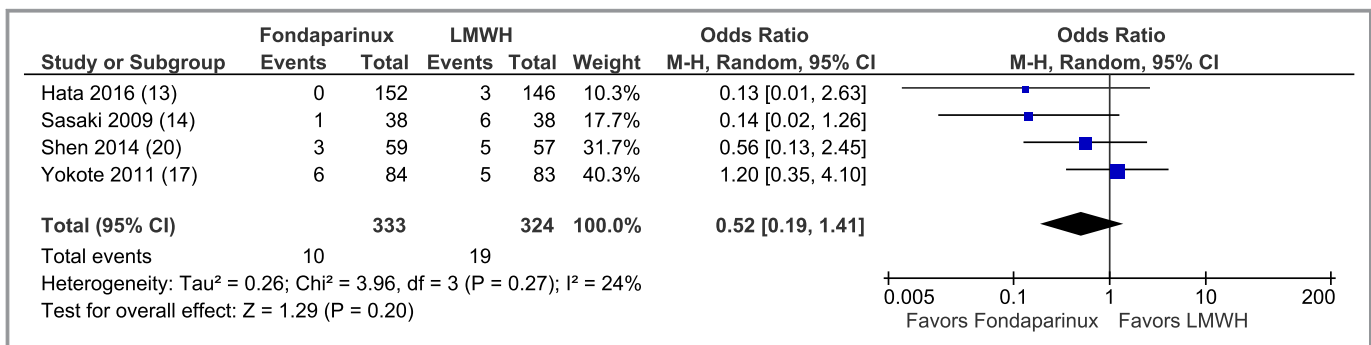 Fondaparinux LMWH Odds Ratio Odds Ratio
Study or Subgroup Events Total Events Total Weight M-H, Random, 95% CI M-H, Random, 95% CI
Hata 2016 (13) 0 152 3 146 10.3% 0.13 [0.01, 2.63]
Sasaki 2009 (14) 1 38 6 38 17.7% 0.14 [0.02, 1.26]
Shen 2014 (20) 3 59 5 57 31.7% 0.56 [0.13, 2.45]
Yokote 2011 (17) 6 84 5 83 40.3% 1.20 [0.35, 4.10]
Total (95% CI) 333 324 100.0% 0.52 [0.19, 1.41]
Total events 10 19
Heterogeneity: Tau² = 0.26; Chi² = 3.96, df = 3 (P = 0.27); I² = 24%
Test for overall effect: Z = 1.29 (P = 0.20)
0.005 0.1 1 10 200
Favors Fondaparinux Favors LMWH